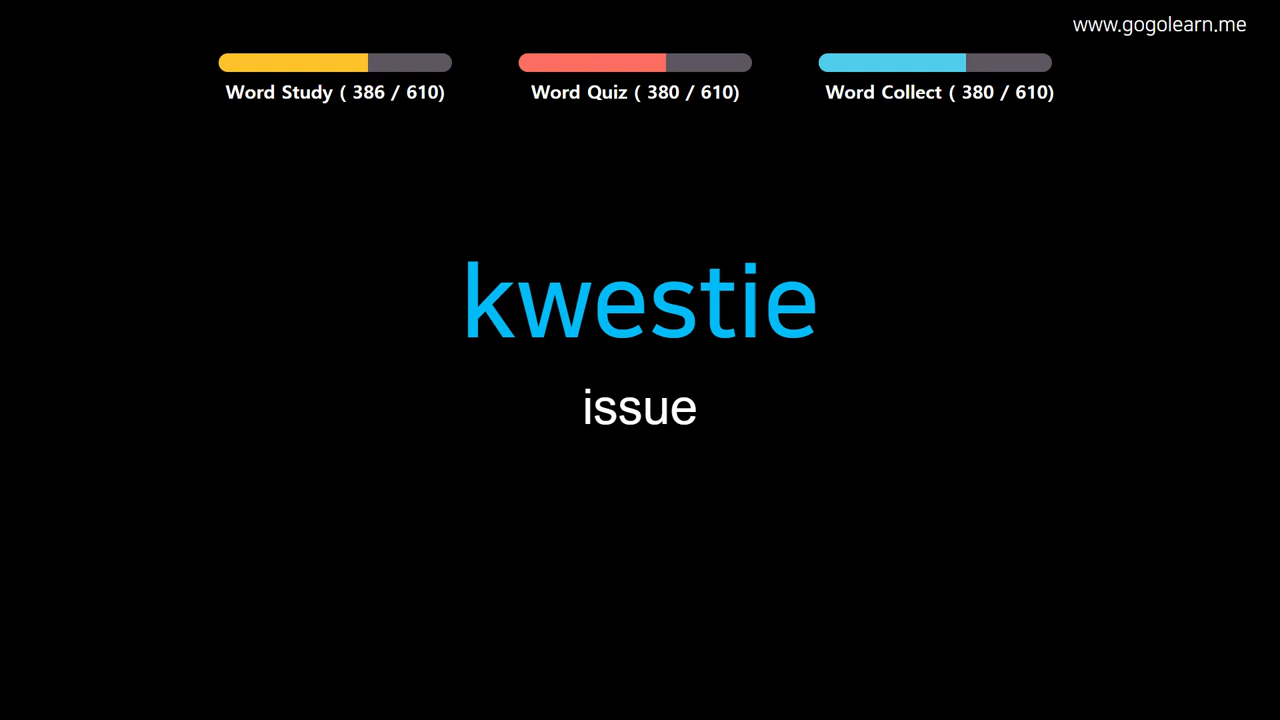 www.gogolearn.me
Word Study ( 386 / 610)
Word Quiz ( 380 / 610)
Word Collect ( 380 / 610)
kwestie
issue